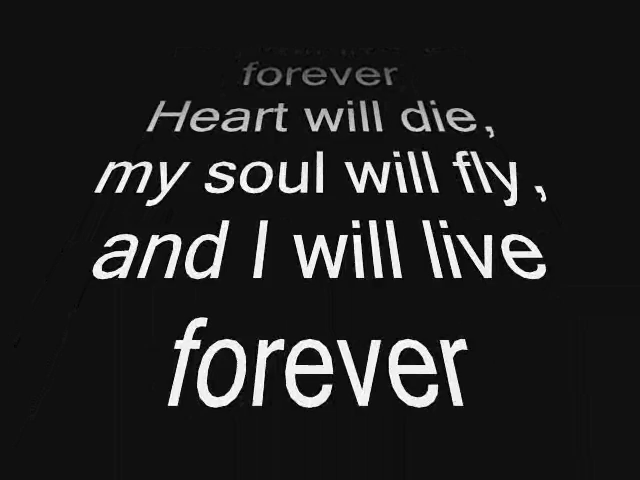 forever
Heart will die,
my soul will fly,
and I will live
forever